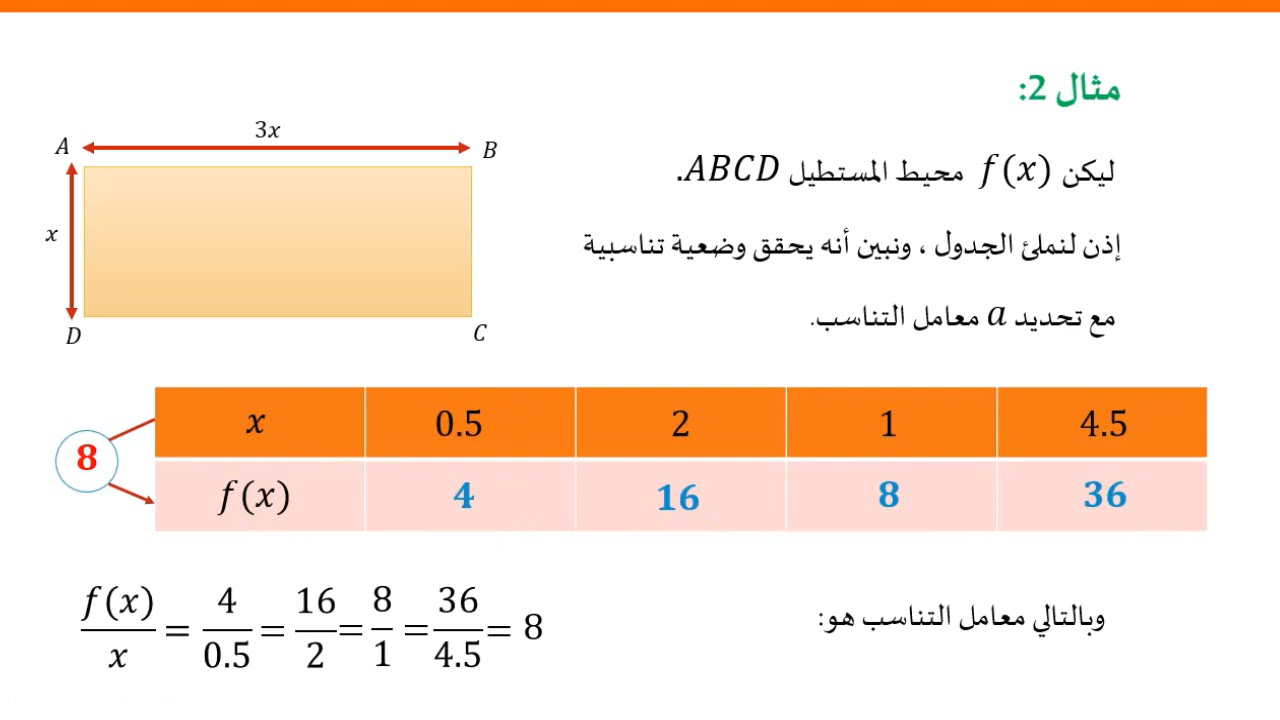 مثال 2:
ليكن f(x) محيط المستطيل ABCD.
إذن لنملئ الجدول ، ونبين أنه يحقق وضعية تناسبية
مع تحديد a معامل التناسب.
3x
A B
x
D C
x 0.5 2 1 4.5
8
f(x) 4 16 8 36
وبالتالي معامل التناسب هو:
f(x)/x = 4/0.5 = 16/2 = 8/1 = 36/4.5 = 8